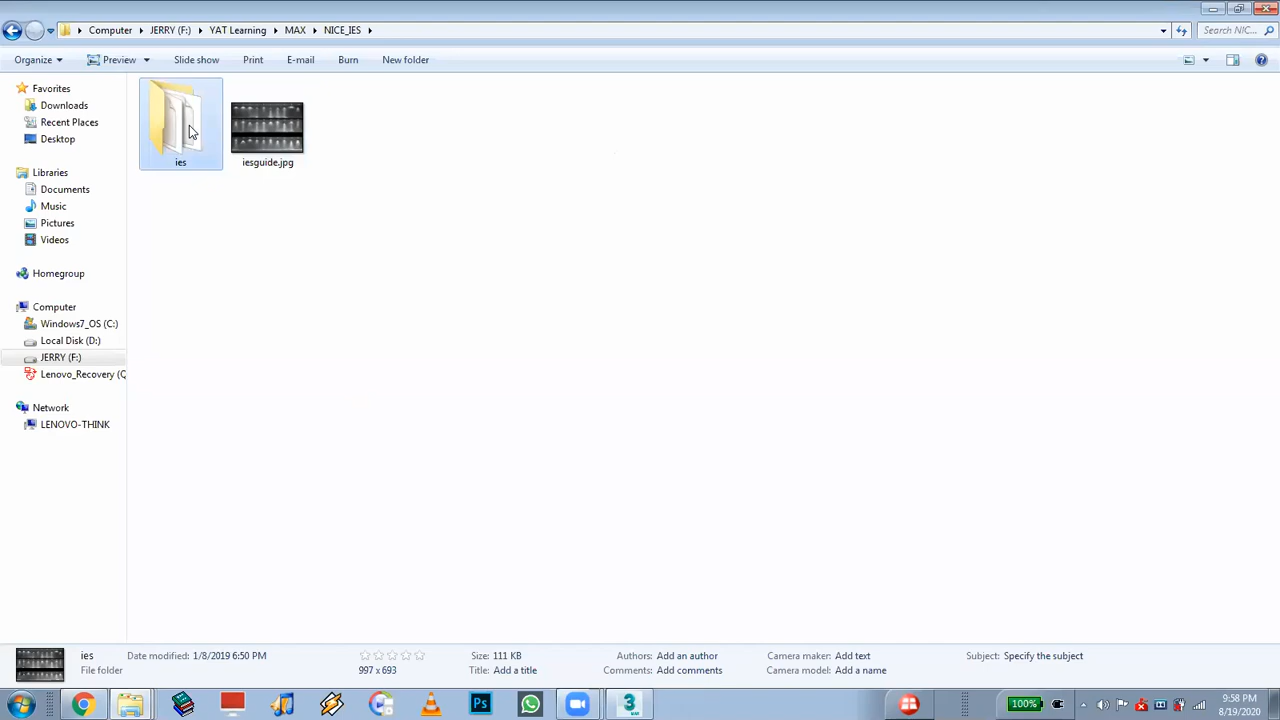 Computer ▸ JERRY (F:) ▸ YAT Learning ▸ MAX ▸ NICE_IES ▸
Search NIC...
Organize
Preview
Slide show
Print
E-mail
Burn
New folder
Favorites
Downloads
Recent Places
Desktop
Libraries
Documents
Music
Pictures
Videos
Homegroup
Computer
Windows7_OS (C:)
Local Disk (D:)
JERRY (F:)
Lenovo_Recovery (Q
Network
LENOVO-THINK
ies
iesguide.jpg
ies Date modified: 1/8/2019 6:50 PM Size: 111 KB Authors: Add an author Camera maker: Add text Subject: Specify the subject
File folder 997 x 693 Title: Add a title Comments: Add comments Camera model: Add a name
Ps
3
MAX
100%
9:58 PM
8/19/2020